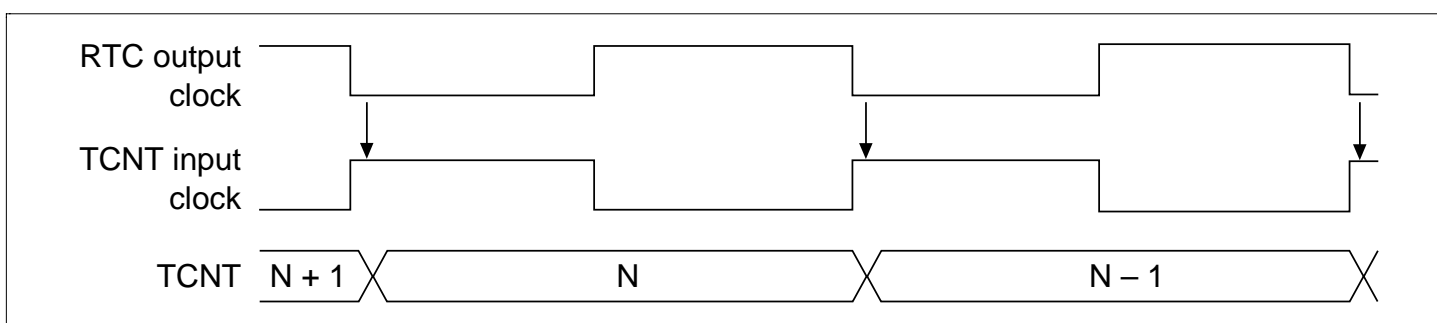 RTC output
clock
TCNT input
clock
TCNT N + 1 N N – 1